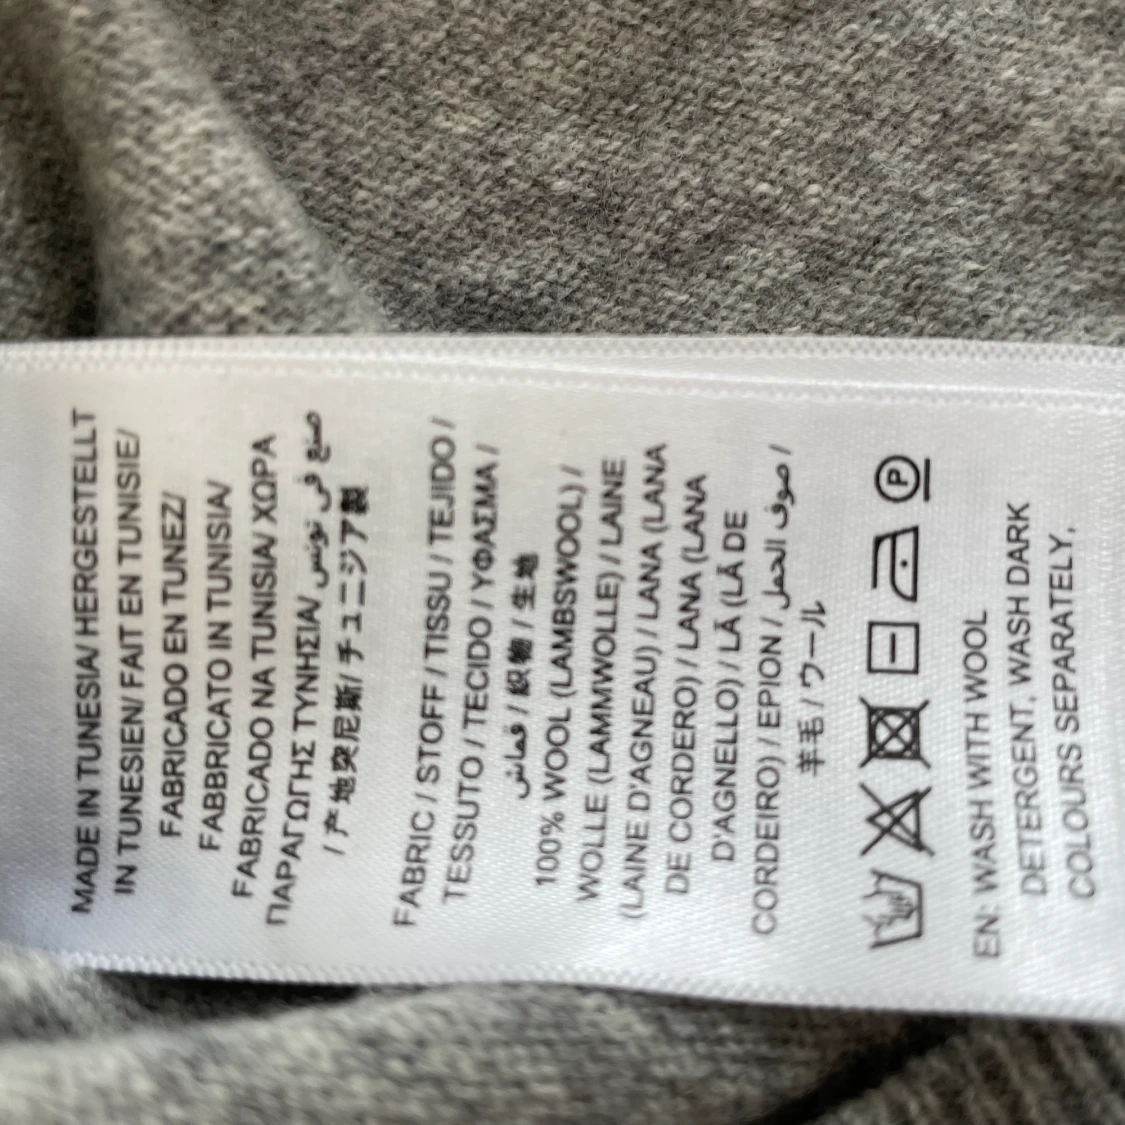 MADE IN TUNESIA/ HERGESTELLT
IN TUNESIEN/ FAIT EN TUNISIE/
FABRICADO EN TUNEZ/
FABBRICATO IN TUNISIA/
FABRICADO NA TUNISIA/ ΧΩΡΑ
ΠΑΡΑΓΩΓΗΣ ΤΥΝΗΣΙΑ/ صنع في تونس
/ 产地突尼斯/ チュニジア製
FABRIC / STOFF / TISSU / TEJIDO /
TESSUTO / TECIDO / ΥΦΑΣΜΑ /
قماش / 织物 / 生地
100% WOOL (LAMBSWOOL) /
WOLLE (LAMMWOLLE) / LAINE
(LAINE D'AGNEAU) / LANA (LANA
DE CORDERO) / LANA (LANA
D'AGNELLO) / LÃ (LÃ DE
CORDEIRO) / ΕΡΙΟΝ / صوف الحمل /
羊毛 / ウール
P
EN: WASH WITH WOOL
DETERGENT, WASH DARK
COLOURS SEPARATELY,